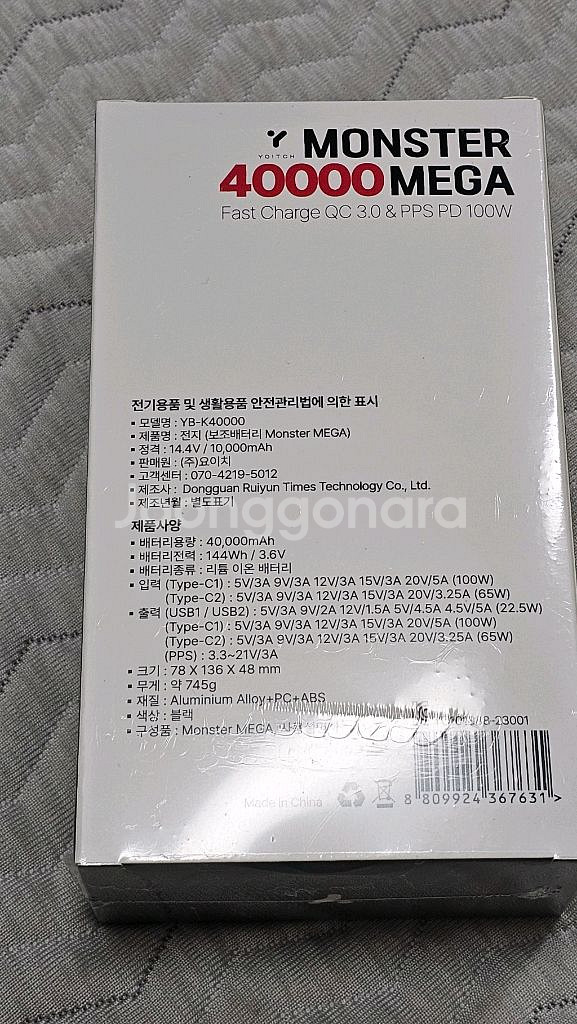 YOITCH
MONSTER
40000 MEGA
Fast Charge QC 3.0 & PPS PD 100W
전기용품 및 생활용품 안전관리법에 의한 표시
▪ 모델명 : YB-K40000
▪ 제품명 : 전지 (보조배터리 Monster MEGA)
▪ 정격 : 14.4V / 10,000mAh
▪ 판매원 : (주)요이치
▪ 고객센터 : 070-4219-5012
▪ 제조사 : Dongguan Ruiyun Times Technology Co., Ltd.
▪ 제조년월 : 별도표기
Joonggonara
제품사양
▪ 배터리용량 : 40,000mAh
▪ 배터리전력 : 144Wh / 3.6V
▪ 배터리종류 : 리튬 이온 배터리
▪ 입력 (Type-C1) : 5V/3A 9V/3A 12V/3A 15V/3A 20V/5A (100W)
(Type-C2) : 5V/3A 9V/3A 12V/3A 15V/3A 20V/3.25A (65W)
▪ 출력 (USB1 / USB2) : 5V/3A 9V/2A 12V/1.5A 5V/4.5A 4.5V/5A (22.5W)
(Type-C1) : 5V/3A 9V/3A 12V/3A 15V/3A 20V/5A (100W)
(Type-C2) : 5V/3A 9V/3A 12V/3A 15V/3A 20V/3.25A (65W)
(PPS) : 3.3~21V/3A
▪ 크기 : 78 X 136 X 48 mm
▪ 무게 : 약 745g
▪ 재질 : Aluminium Alloy+PC+ABS
▪ 색상 : 블랙
▪ 구성품 : Monster MEGA,
Made in China
8 809924 367631 >